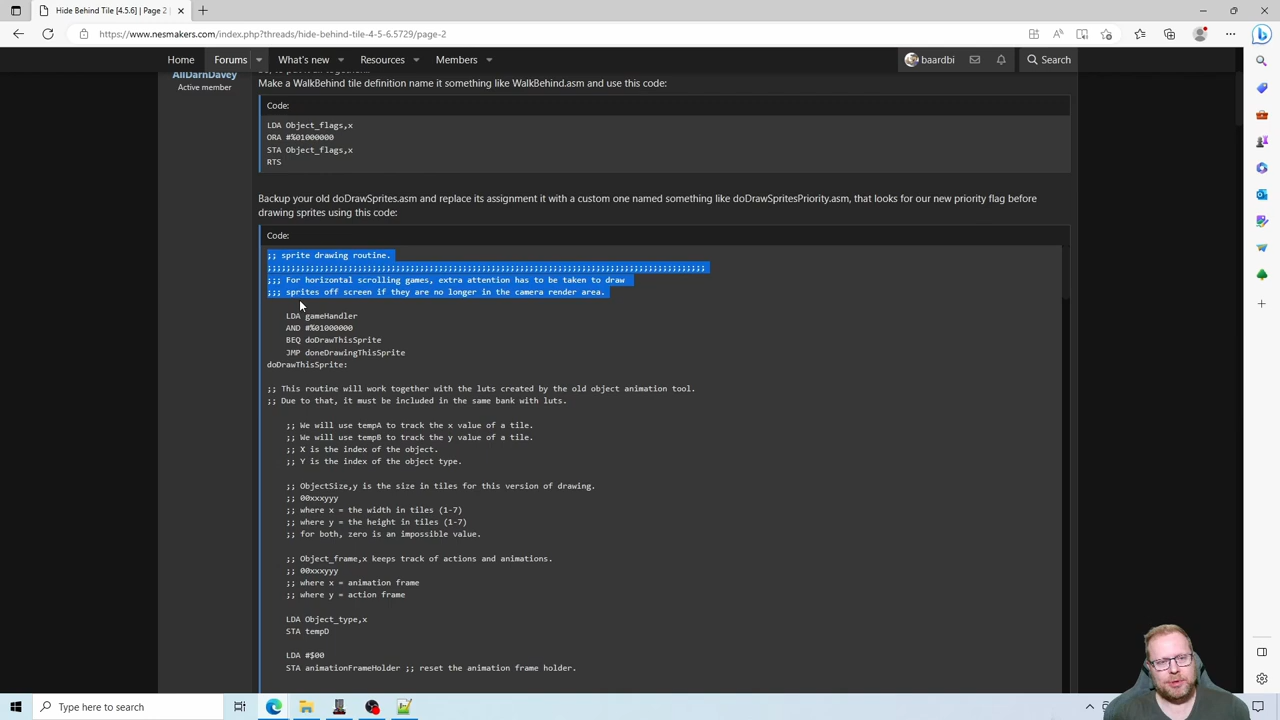 Hide Behind Tile [4.5.6] | Page 2
https://www.nesmakers.com/index.php?threads/hide-behind-tile-4-5-6.5729/page-2
Home Forums What's new Resources Members baardbi Search
AllDarnDavey
Active member
Make a WalkBehind tile definition name it something like WalkBehind.asm and use this code:
Code:
LDA Object_flags,x
ORA #%01000000
STA Object_flags,x
RTS
Backup your old doDrawSprites.asm and replace its assignment it with a custom one named something like doDrawSpritesPriority.asm, that looks for our new priority flag before
drawing sprites using this code:
Code:
;; sprite drawing routine.
;;;;;;;;;;;;;;;;;;;;;;;;;;;;;;;;;;;;;;;;;;;;;;;;;;;;;;;;;;;;;;;;;;;;;;;;;;;;;;;;;;;;;;;;;;;;
;;; For horizontal scrolling games, extra attention has to be taken to draw
;;; sprites off screen if they are no longer in the camera render area.
LDA gameHandler
AND #%01000000
BEQ doDrawThisSprite
JMP doneDrawingThisSprite
doDrawThisSprite:
;; This routine will work together with the luts created by the old object animation tool.
;; Due to that, it must be included in the same bank with luts.
;; We will use tempA to track the x value of a tile.
;; We will use tempB to track the y value of a tile.
;; X is the index of the object.
;; Y is the index of the object type.
;; ObjectSize,y is the size in tiles for this version of drawing.
;; 00xxxyyy
;; where x = the width in tiles (1-7)
;; where y = the height in tiles (1-7)
;; for both, zero is an impossible value.
;; Object_frame,x keeps track of actions and animations.
;; 00xxxyyy
;; where x = animation frame
;; where y = action frame
LDA Object_type,x
STA tempD
LDA #$00
STA animationFrameHolder ;; reset the animation frame holder.
Type here to search